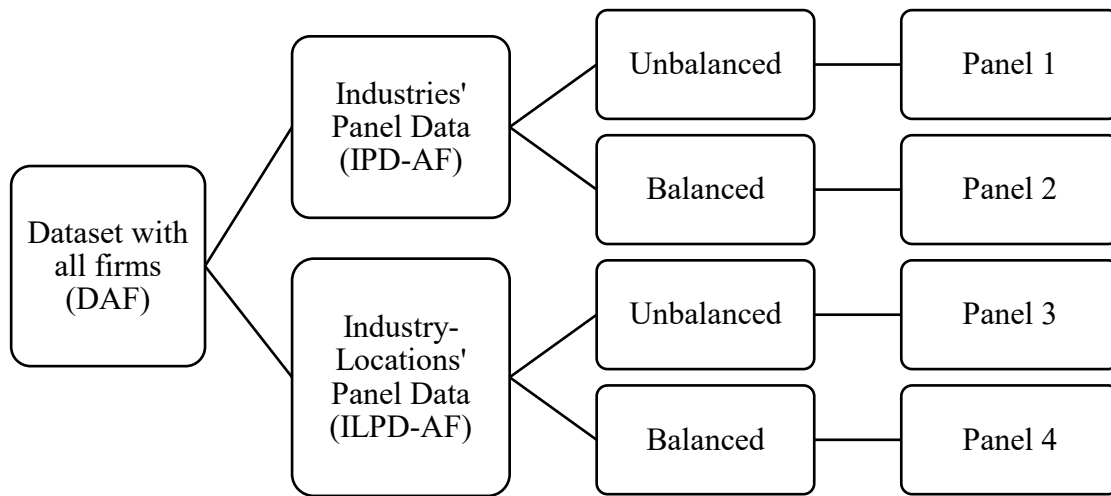 Dataset with
all firms
(DAF)
Industries'
Panel Data
(IPD-AF)
Unbalanced
Panel 1
Balanced
Panel 2
Industry-
Locations'
Panel Data
(ILPD-AF)
Unbalanced
Panel 3
Balanced
Panel 4